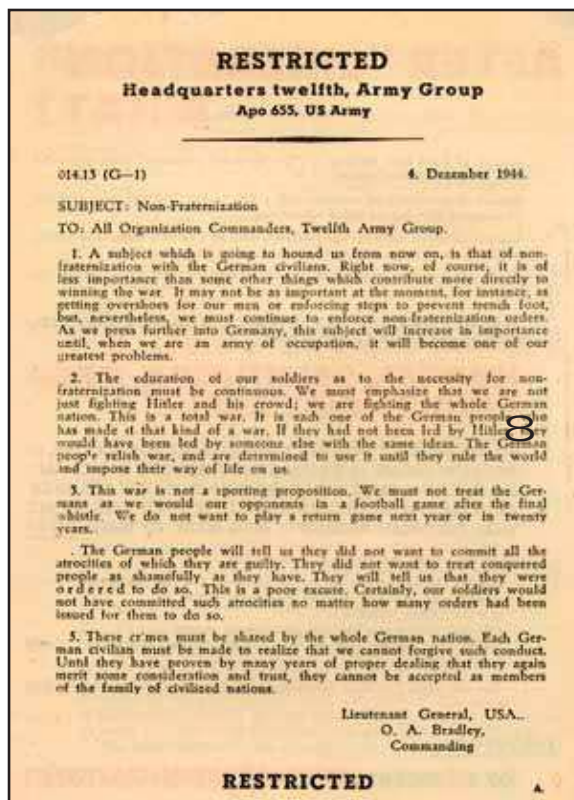 RESTRICTED
Headquarters twelfth, Army Group
Apo 655, US Army
014.13 (G—1) 4. Dezember 1944.
SUBJECT: Non-Fraternization
TO: All Organization Commanders, Twelfth Army Group.
1. A subject which is going to hound us from now on, is that of non-
fraternization with the German civilians. Right now, of course, it is of
less importance than some other things which contribute more directly to
winning the war. It may not be as important at the moment, for instance, as
getting overshoes for our men or enforcing steps to prevent trench foot,
but, nevertheless, we must continue to enforce non-fraternization orders.
As we press further into Germany, this subject will increase in importance
until, when we are an army of occupation, it will become one of our
greatest problems.
2. The education of our soldiers as to the necessity for non-
fraternization must be continuous. We must emphasize that we are not
just fighting Hitler and his crowd; we are fighting the whole German
nation. This is a total war. It is each one of the German people who
has made it that kind of a war. If they had not been led by Hitler they
would have been led by someone else with the same ideas. The German
peop's relish war, and are determined to use it until they rule the world
and impose their way of life on us.
3. This war is not a sporting proposition. We must not treat the Ger-
mans as we would our opponents in a football game after the final
whistle. We do not want to play a return game next year or in twenty
years.
. The German people will tell us they did not want to commit all the
atrocities of which they are guilty. They did not want to treat conquered
people as shamefully as they have. They will tell us that they were
ordered to do so. This is a poor excuse. Certainly, our soldiers would
not have committed such atrocities no matter how many orders had been
issued for them to do so.
5. These crimes must be shared by the whole German nation. Each Ger-
man civilian must be made to realize that we cannot forgive such conduct.
Until they have proven by many years of proper dealing that they again
merit some consideration and trust, they cannot be accepted as members
of the family of civilized nations.
Lieutenant General, USA..
O. A. Bradley,
Commanding
RESTRICTED
A.
8